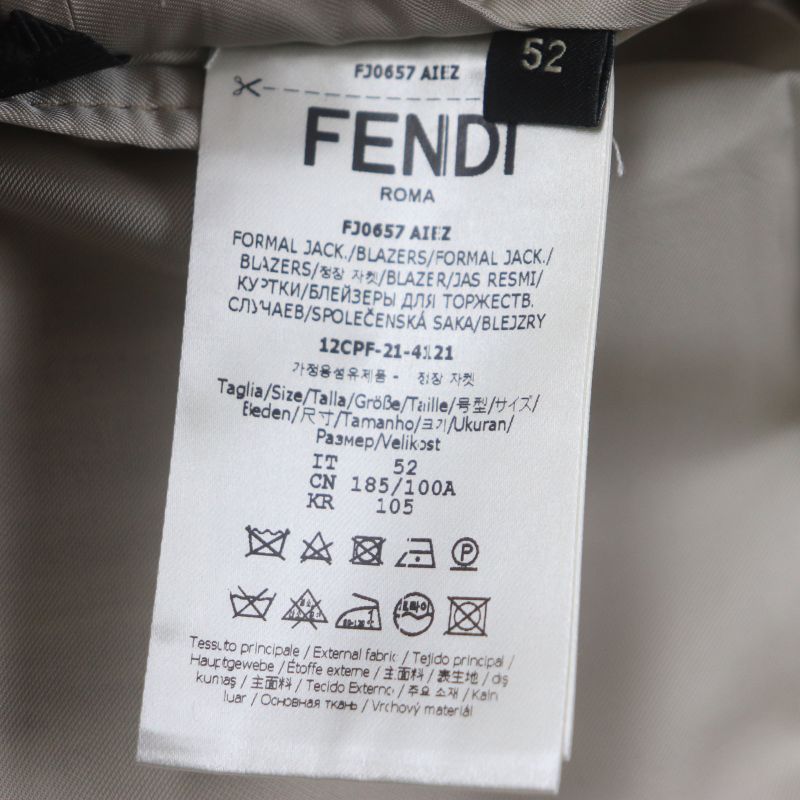 52
FJ0657 AIEZ
FENDI
ROMA
FJ0657 AIEZ
FORMAL JACK./BLAZERS/FORMAL JACK./
BLAZERS/정장 자켓/BLAZER/JAS RESMI/
КУРТКИ/БЛЕЙЗЕРЫ ДЛЯ ТОРЖЕСТВ.
СЛУЧАЕВ/SPOLEČENSKÁ SAKA/BLEJZRY
12CPF-21-4121
가정용섬유제품 - 정장 자켓
Taglia/Size/Talla/Größe/Taille/号型/サイズ/
Beden/尺寸/Tamanho/크기/Ukuran/
Размер/Velikost
IT 52
CN 185/100A
KR 105
P
드라이
Tessuto principale / External fabric / Tejido principal /
Hauptgewebe / Étoffe externe / 主面料 / 表生地 / dış
kumaş / 主面料 / Tecido Externo / 주요 소재 / Kain
luar / Основная ткань / Vrchový materiál